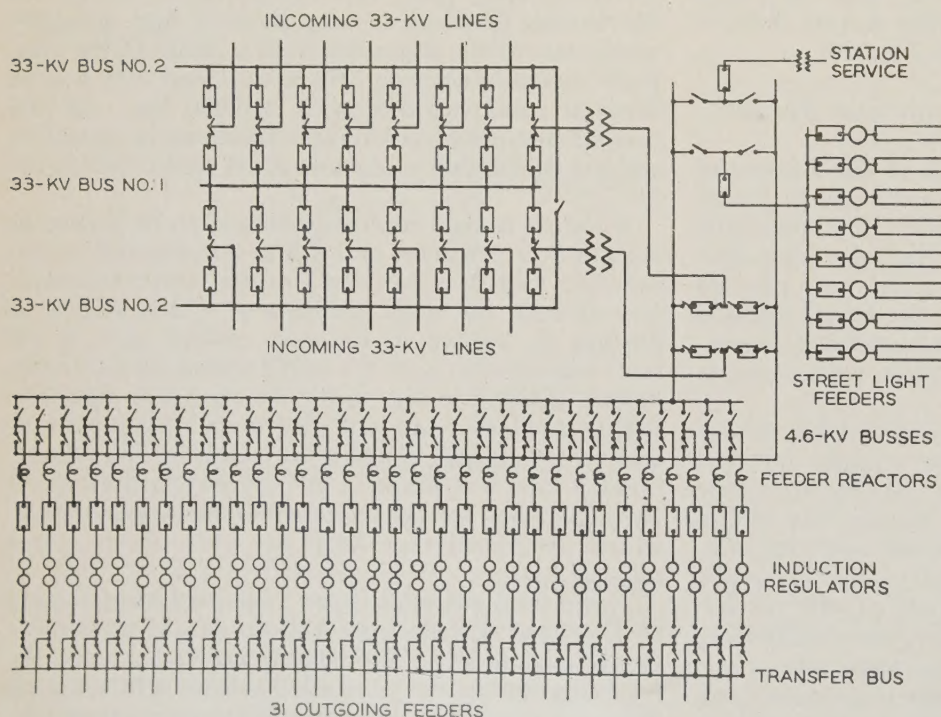 INCOMING 33-KV LINES
33-KV BUS NO.2
STATION
SERVICE
33-KV BUS NO.1
33-KV BUS NO.2
INCOMING 33-KV LINES
STREET LIGHT
FEEDERS
4.6-KV BUSSES
FEEDER REACTORS
INDUCTION
REGULATORS
TRANSFER BUS
31 OUTGOING FEEDERS